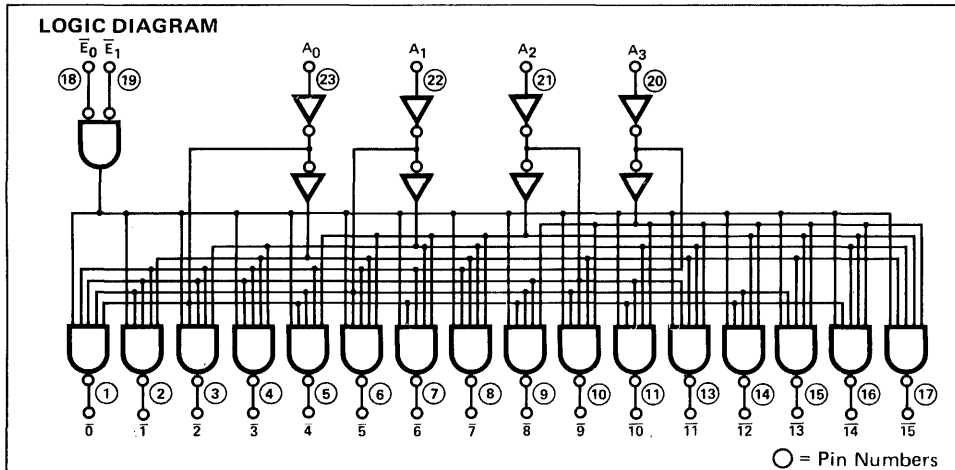 LOGIC DIAGRAM
E̅0 E̅1 A0 A1 A2 A3
18 19 23 22 21 20
1 2 3 4 5 6 7 8 9 10 11 13 14 15 16 17
0̅ 1̅ 2̅ 3̅ 4̅ 5̅ 6̅ 7̅ 8̅ 9̅ 1̅0̅ 1̅1̅ 1̅2̅ 1̅3̅ 1̅4̅ 1̅5̅
○ = Pin Numbers